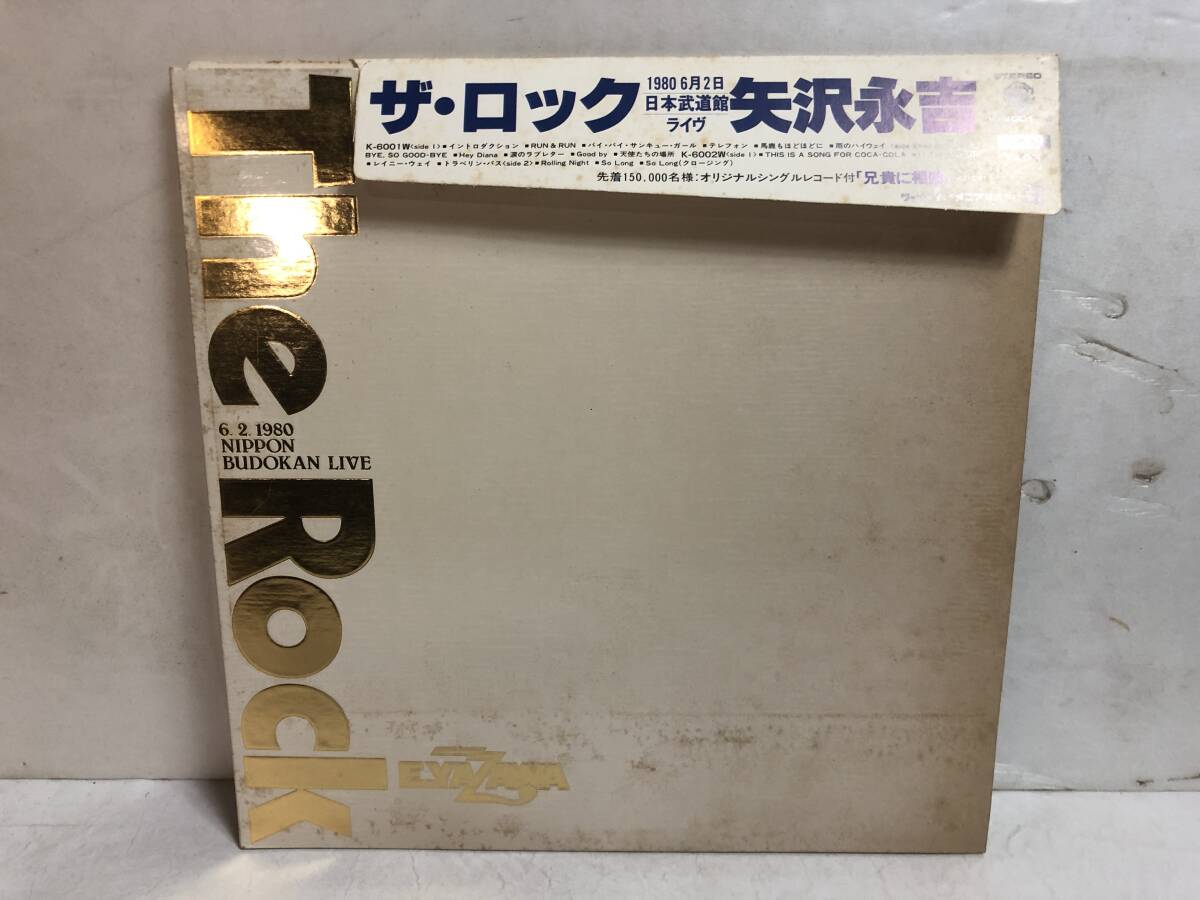 The Rock
6. 2. 1980
NIPPON
BUDOKAN LIVE
E.YAZAWA
ザ・ロック
1980 6月2日
日本武道館
ライヴ
矢沢永吉
STEREO
K-6001W<side 1>■イントロダクション ■RUN & RUN ■バイ・バイ・サンキュー・ガール ■テレフォン ■馬鹿もほどほどに ■雨のハイウェイ
BYE, SO GOOD-BYE ■Hey Diana ■涙のラブレター ■Good by ■天使たちの場所 K-6002W<side 1>■THIS IS A SONG FOR COCA-COLA
■レイニー・ウェイ ■トラベリン・バス<side 2>■Rolling Night ■So Long ■So Long(クロージング)
先着150,000名様：オリジナルシングルレコード付「兄貴に相談